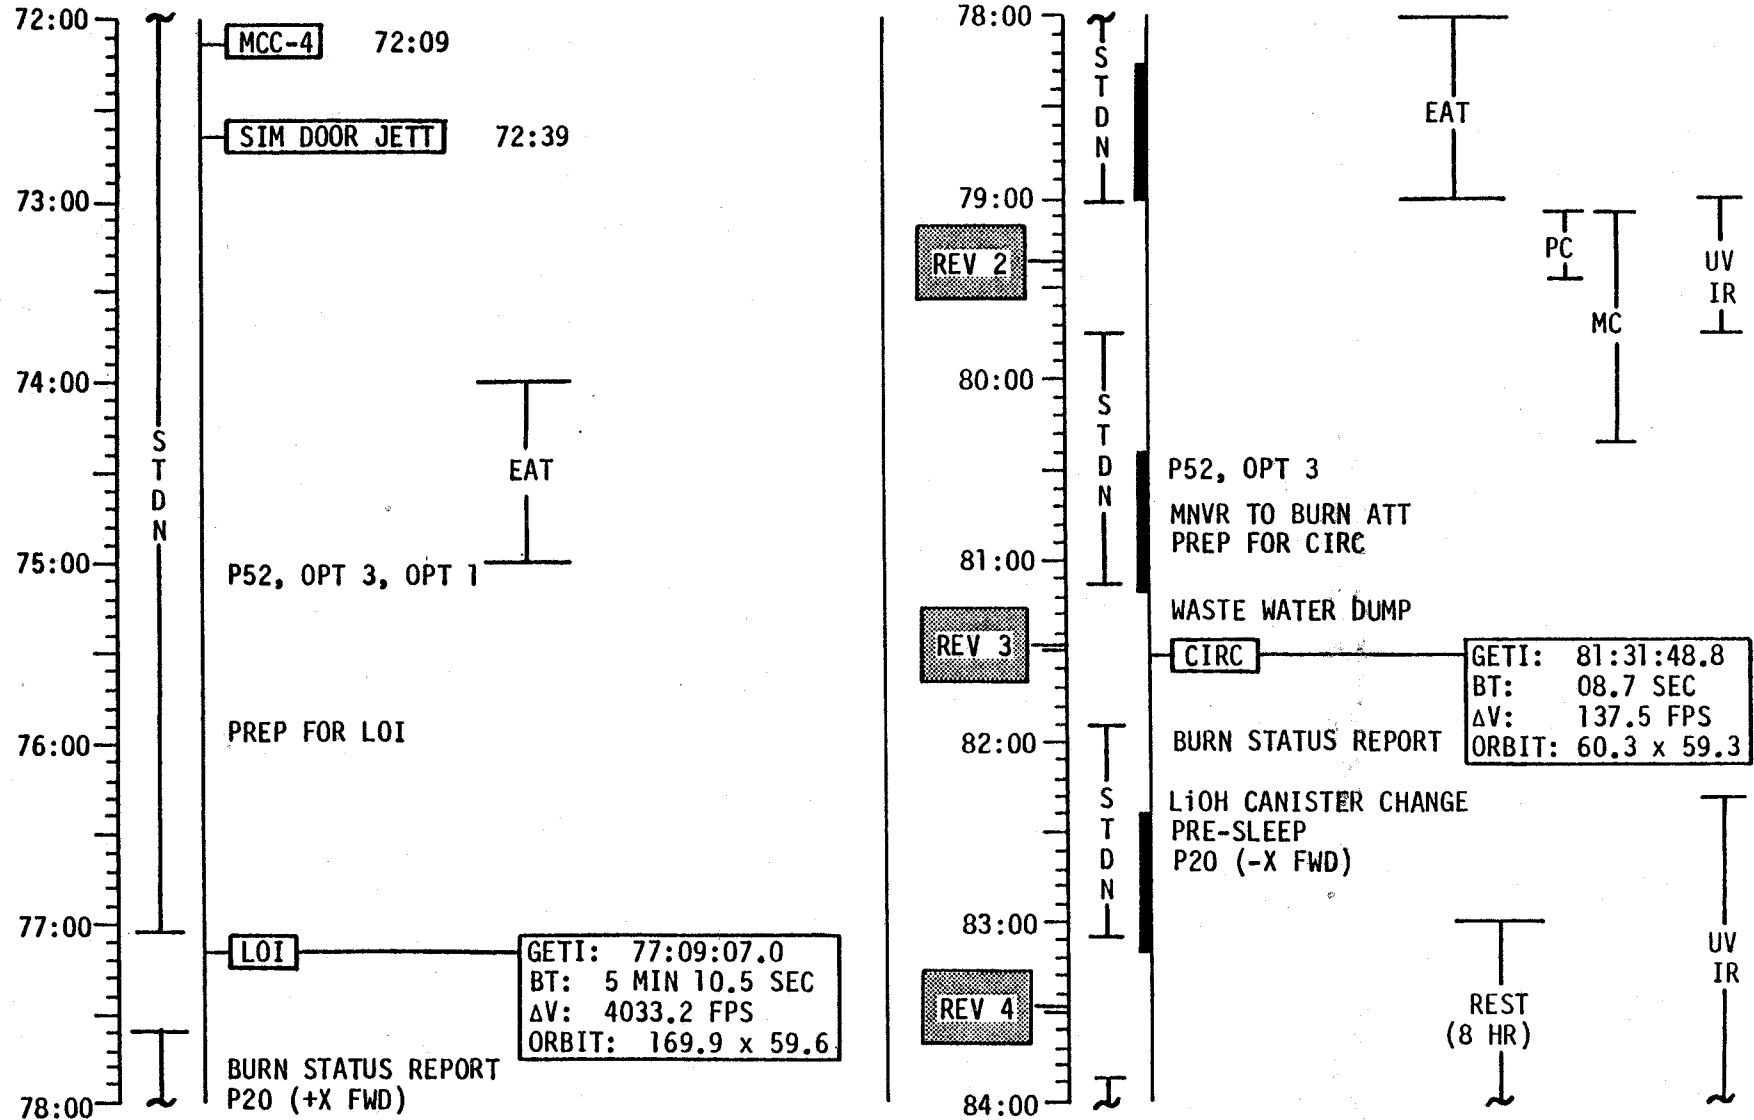 72:00
MCC-4 72:09
SIM DOOR JETT 72:39
73:00
74:00
STDN
EAT
75:00
P52, OPT 3, OPT 1
PREP FOR LOI
76:00
77:00
LOI
GETI: 77:09:07.0
BT: 5 MIN 10.5 SEC
ΔV: 4033.2 FPS
ORBIT: 169.9 x 59.6
BURN STATUS REPORT
P20 (+X FWD)
78:00
78:00
STDN
EAT
79:00
REV 2
PC
MC
UV
IR
80:00
STDN
P52, OPT 3
MNVR TO BURN ATT
PREP FOR CIRC
81:00
WASTE WATER DUMP
REV 3
CIRC
GETI: 81:31:48.8
BT: 08.7 SEC
ΔV: 137.5 FPS
ORBIT: 60.3 x 59.3
82:00
BURN STATUS REPORT
STDN
LiOH CANISTER CHANGE
PRE-SLEEP
P20 (-X FWD)
83:00
UV
IR
REV 4
REST
(8 HR)
84:00